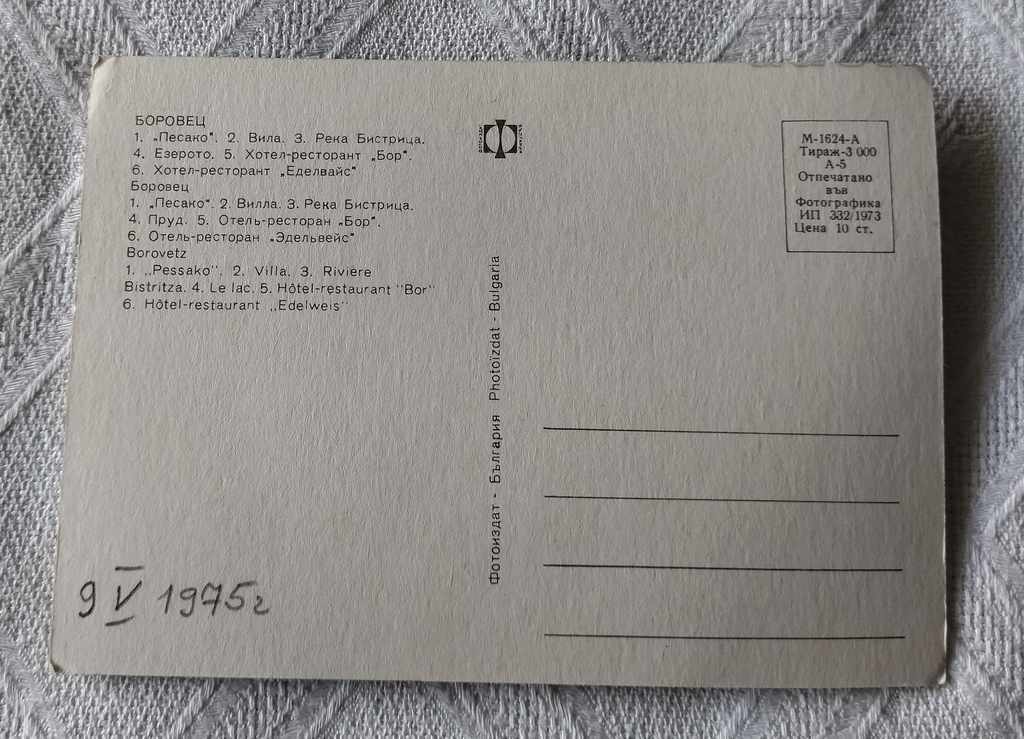 БОРОВЕЦ
1. „Песако“. 2. Вила. 3. Река Бистрица.
4. Езерото. 5. Хотел-ресторант „Бор“.
6. Хотел-ресторант „Еделвайс“
Боровец
1. „Песако“. 2. Вилла. 3. Река Бистрица.
4. Пруд. 5. Отель-ресторан „Бор“.
6. Отель-ресторан „Эдельвейс“
Borovetz
1. ,,Pessako''. 2. Villa. 3. Rivière
Bistritza. 4. Le lac. 5. Hôtel-restaurant ''Bor''
6. Hôtel-restaurant ,,Edelweis''
9 V 1975 г
Фотоиздат - България Photoïzdat - Bulgaria
М-1624-А
Тираж-3 000
А-5
Отпечатано
във
Фотографика
ИП 332/1973
Цена 10 ст.